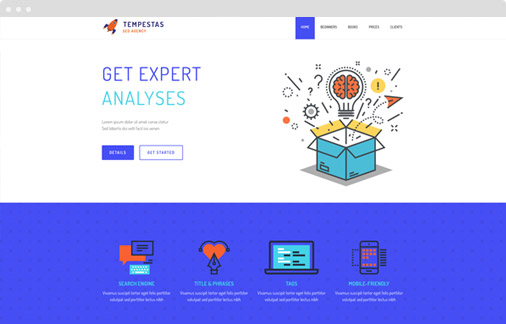 TEMPESTAS
SEO AGENCY
HOME
BEGINNERS
BOOKS
PRICES
CLIENTS
GET EXPERT
ANALYSES
Lorem ipsum dolor sit amet conse ctetur
Sed lobortis dui velit facil isis veniam
DETAILS
GET STARTED
SEARCH ENGINE
Vivamus suscipit tortor eget felis porttitor
volutpat sed porttitor lectus nibh
TITLE & PHRASES
Vivamus suscipit tortor eget felis porttitor
volutpat sed porttitor lectus nibh
TAGS
Vivamus suscipit tortor eget felis porttitor
volutpat sed porttitor lectus nibh
MOBILE-FRIENDLY
Vivamus suscipit tortor eget felis porttitor
volutpat sed porttitor lectus nibh